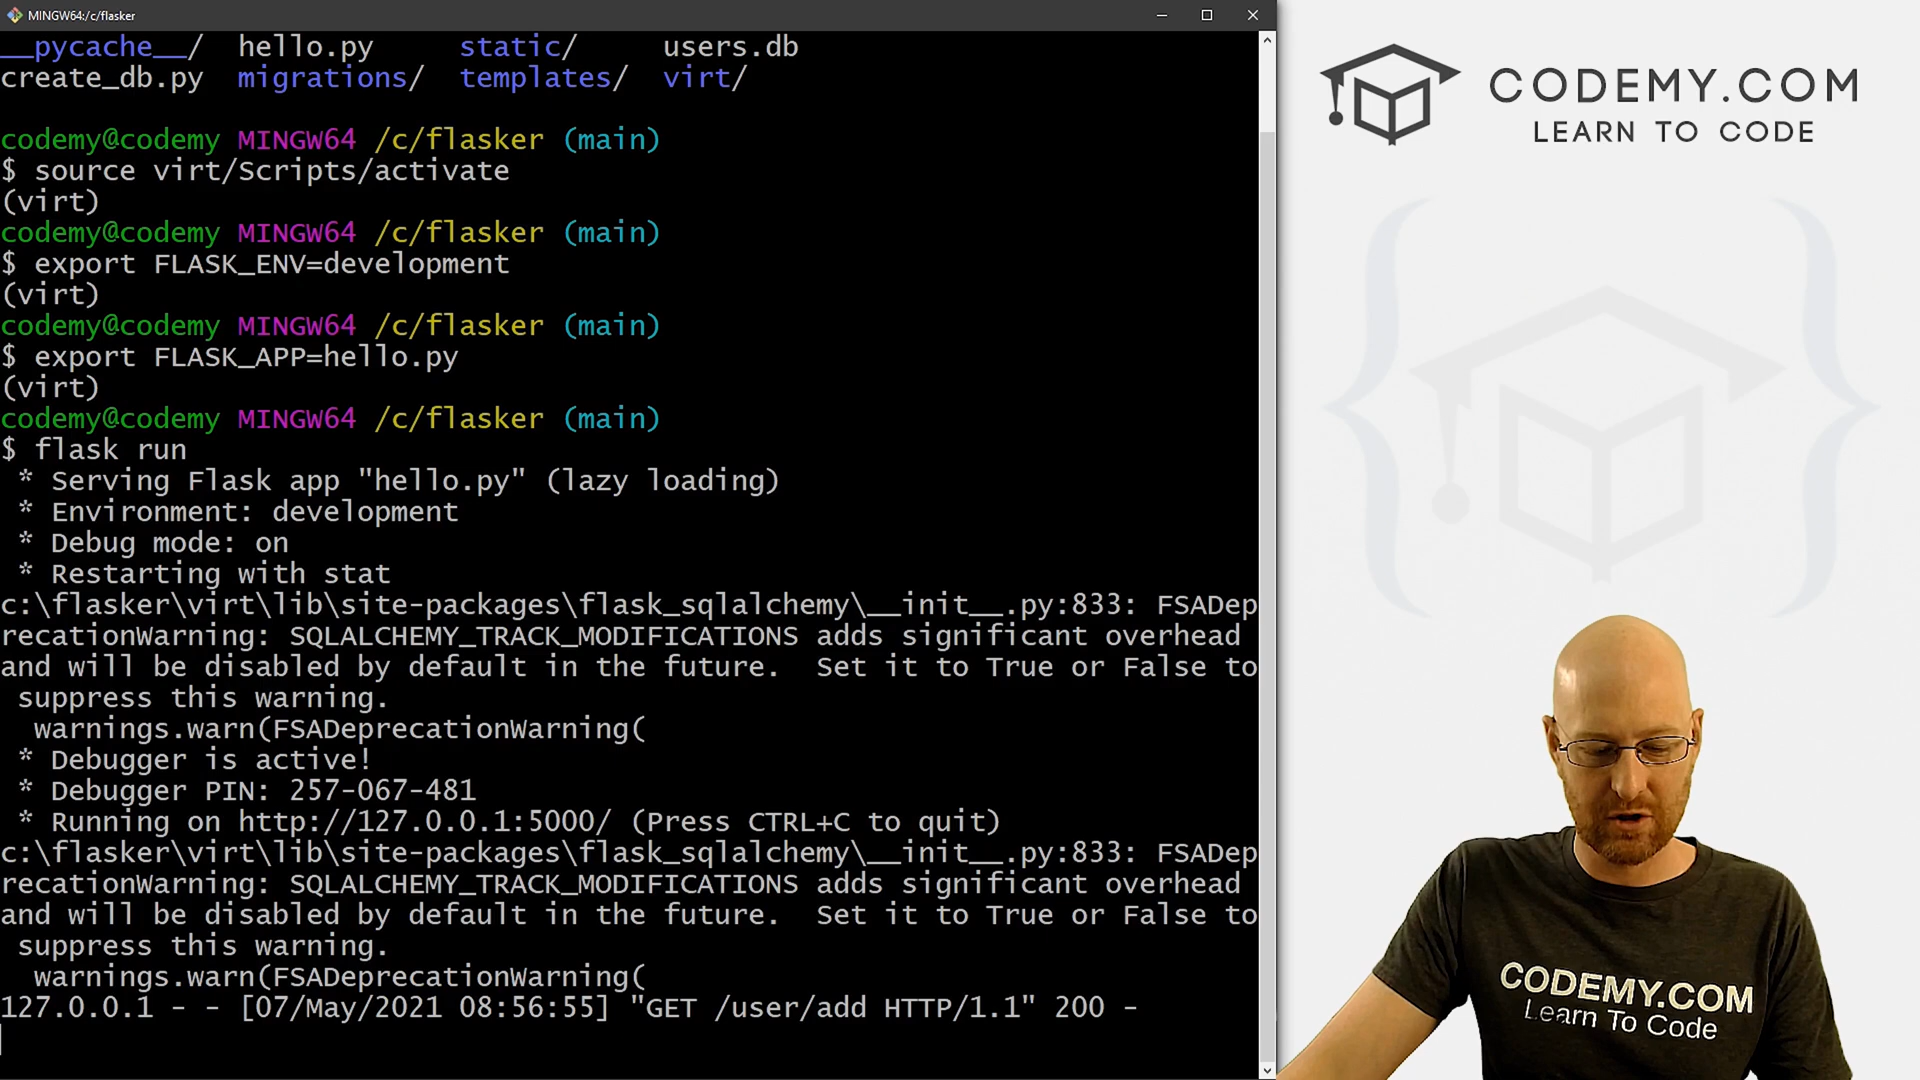 MINGW64:/c/flasker
__pycache__/  hello.py    static/     users.db
create_db.py  migrations/  templates/  virt/
codemy@codemy MINGW64 /c/flasker (main)
$ source virt/Scripts/activate
(virt)
codemy@codemy MINGW64 /c/flasker (main)
$ export FLASK_ENV=development
(virt)
codemy@codemy MINGW64 /c/flasker (main)
$ export FLASK_APP=hello.py
(virt)
codemy@codemy MINGW64 /c/flasker (main)
$ flask run
 * Serving Flask app "hello.py" (lazy loading)
 * Environment: development
 * Debug mode: on
 * Restarting with stat
c:\flasker\virt\lib\site-packages\flask_sqlalchemy\__init__.py:833: FSADep
recationWarning: SQLALCHEMY_TRACK_MODIFICATIONS adds significant overhead
and will be disabled by default in the future.  Set it to True or False to
 suppress this warning.
  warnings.warn(FSADeprecationWarning(
 * Debugger is active!
 * Debugger PIN: 257-067-481
 * Running on http://127.0.0.1:5000/ (Press CTRL+C to quit)
c:\flasker\virt\lib\site-packages\flask_sqlalchemy\__init__.py:833: FSADep
recationWarning: SQLALCHEMY_TRACK_MODIFICATIONS adds significant overhead
and will be disabled by default in the future.  Set it to True or False to
 suppress this warning.
  warnings.warn(FSADeprecationWarning(
127.0.0.1 - - [07/May/2021 08:56:55] "GET /user/add HTTP/1.1" 200 -
CODEMY.COM
LEARN TO CODE
CODEMY.COM
Learn To Code